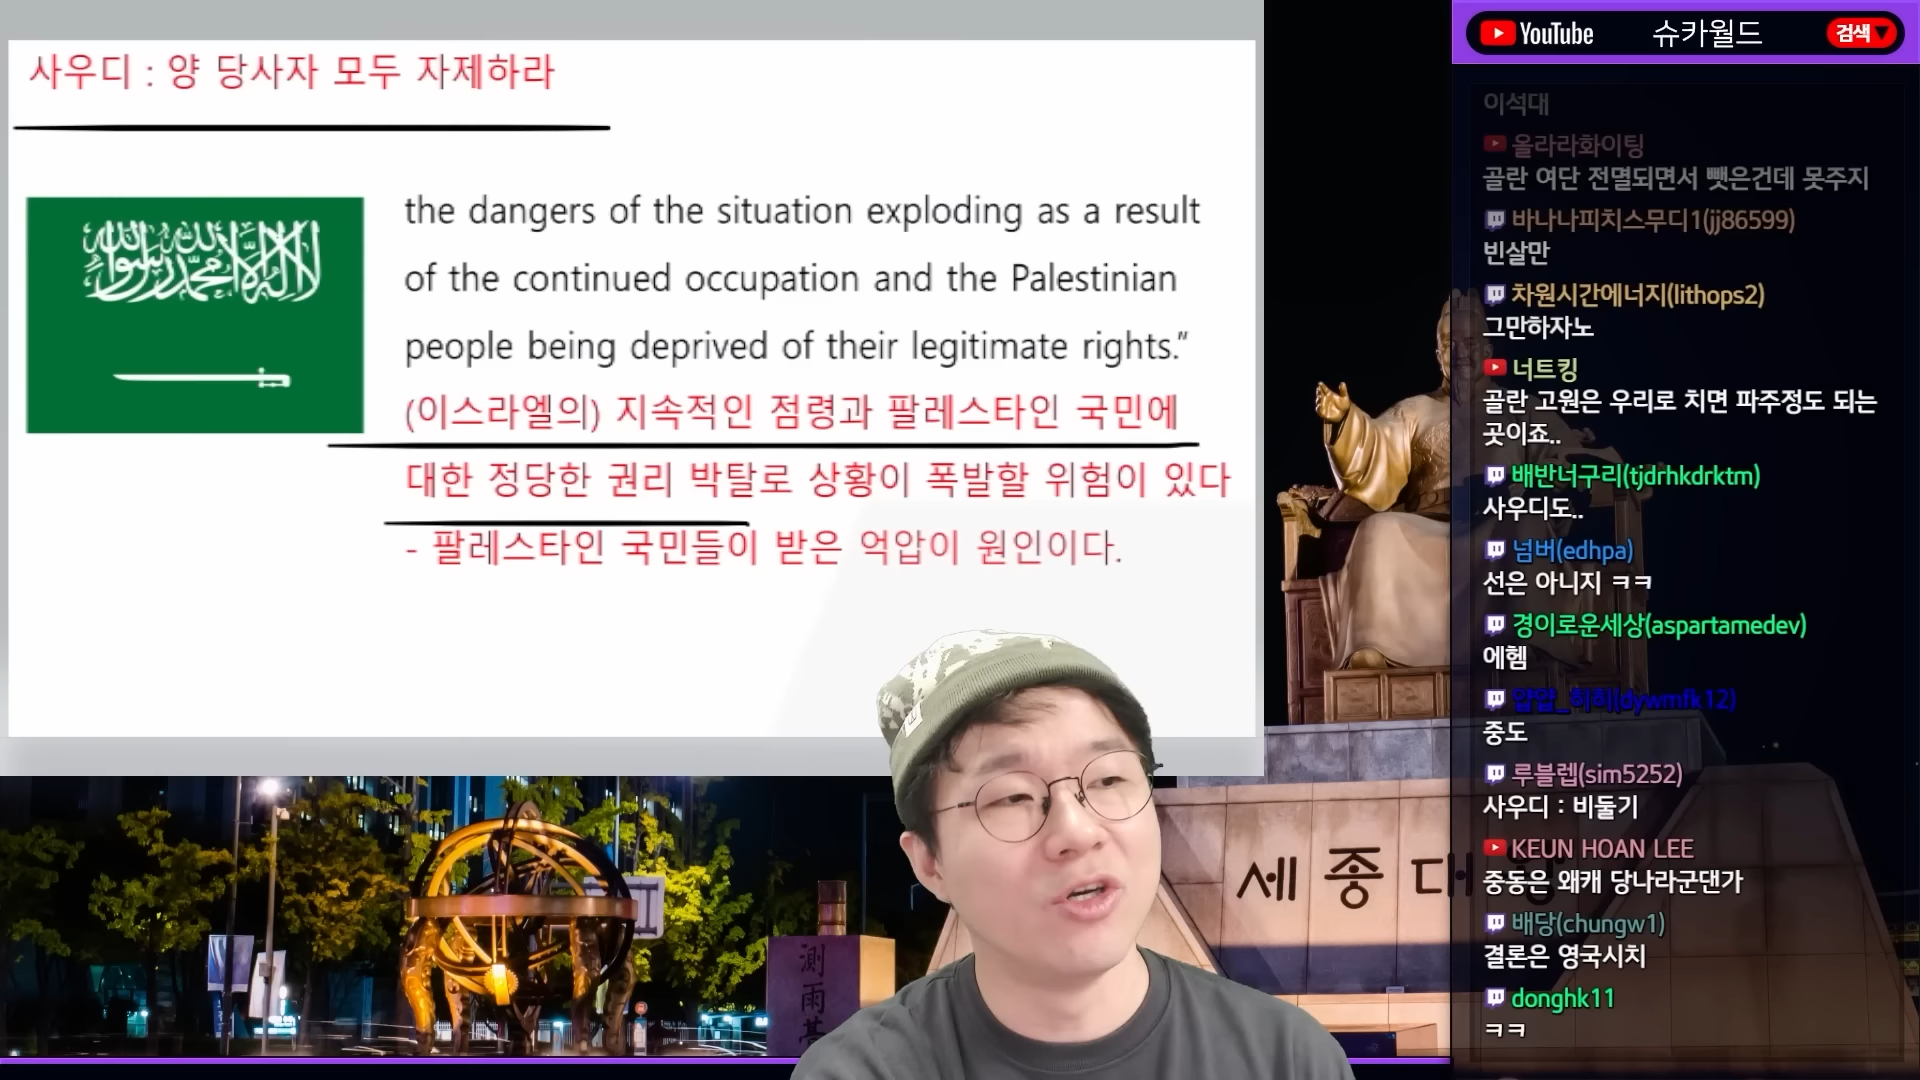 사우디 : 양 당사자 모두 자제하라
the dangers of the situation exploding as a result
of the continued occupation and the Palestinian
people being deprived of their legitimate rights.”
(이스라엘의) 지속적인 점령과 팔레스타인 국민에
대한 정당한 권리 박탈로 상황이 폭발할 위험이 있다
- 팔레스타인 국민들이 받은 억압이 원인이다.
세종대
測
雨
臺
YouTube 슈카월드 검색
이석대
올라라화이팅
골란 여단 전멸되면서 뺏은건데 못주지
바나나피치스무디1(jj86599)
빈살만
차원시간에너지(lithops2)
그만하자노
너트킹
골란 고원은 우리로 치면 파주정도 되는
곳이죠..
배반너구리(tjdrhkdrktm)
사우디도..
넘버(edhpa)
선은 아니지 ㅋㅋ
경이로운세상(aspartamedev)
에헴
얍얍_히히(dywmfk12)
중도
루블렙(sim5252)
사우디 : 비둘기
KEUN HOAN LEE
중동은 왜캐 당나라군댄가
배당(chungw1)
결론은 영국시치
donghk11
ㅋㅋ